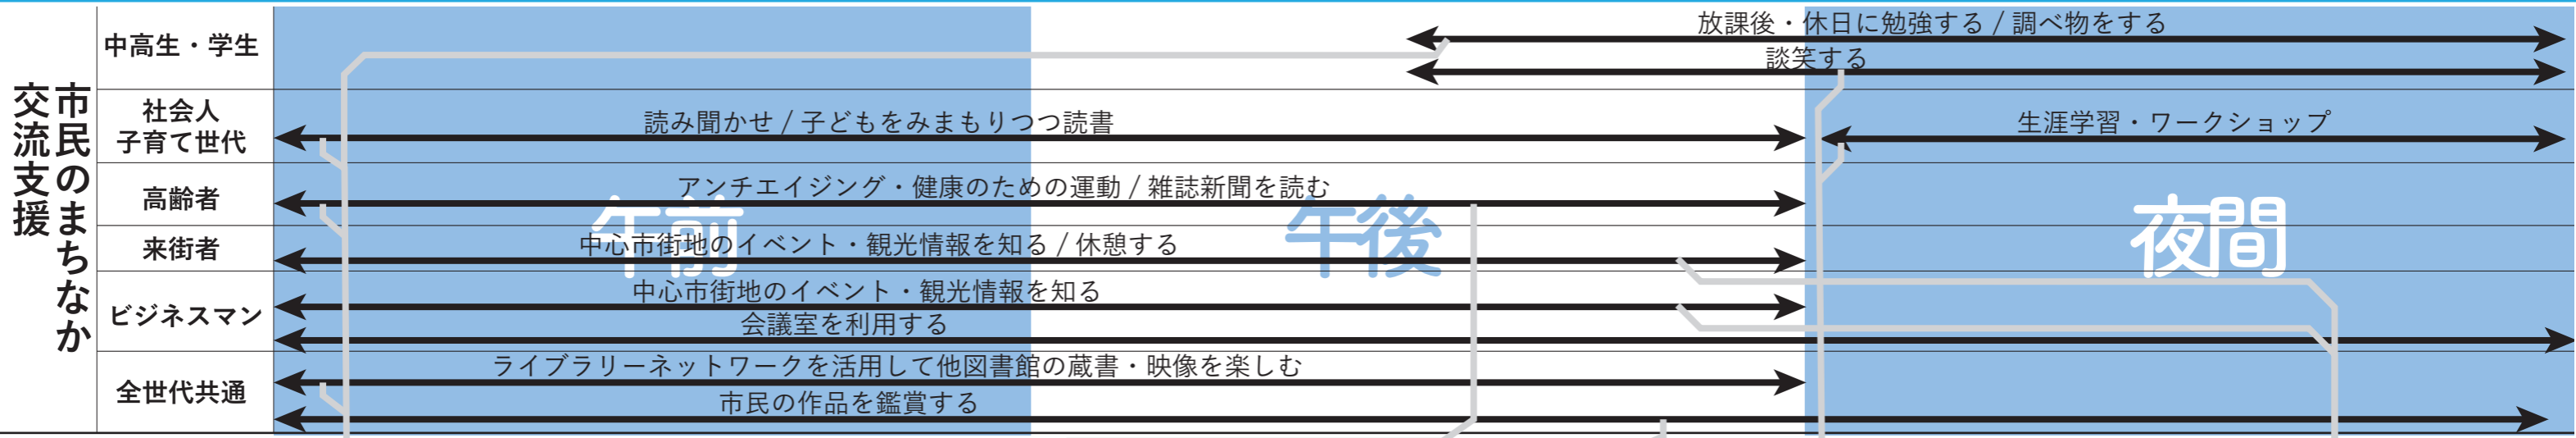 市民のまちなか
交流支援
午前
午後
夜間
中高生・学生
放課後・休日に勉強する / 調べ物をする
談笑する
社会人
子育て世代
読み聞かせ / 子どもをみまもりつつ読書
生涯学習・ワークショップ
高齢者
アンチエイジング・健康のための運動 / 雑誌新聞を読む
来街者
中心市街地のイベント・観光情報を知る / 休憩する
ビジネスマン
中心市街地のイベント・観光情報を知る
会議室を利用する
全世代共通
ライブラリーネットワークを活用して他図書館の蔵書・映像を楽しむ
市民の作品を鑑賞する